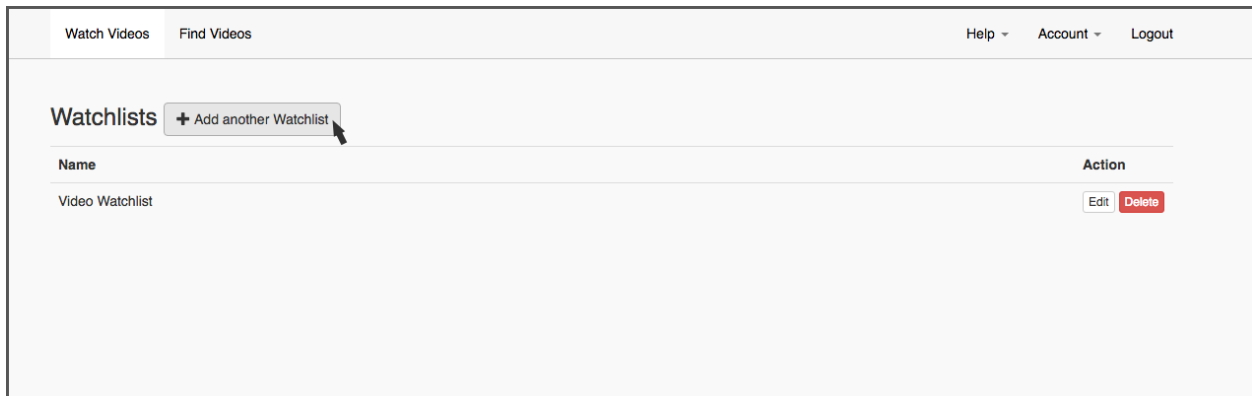 Watch Videos Find Videos Help Account Logout
Watchlists + Add another Watchlist
Name Action
Video Watchlist Edit Delete